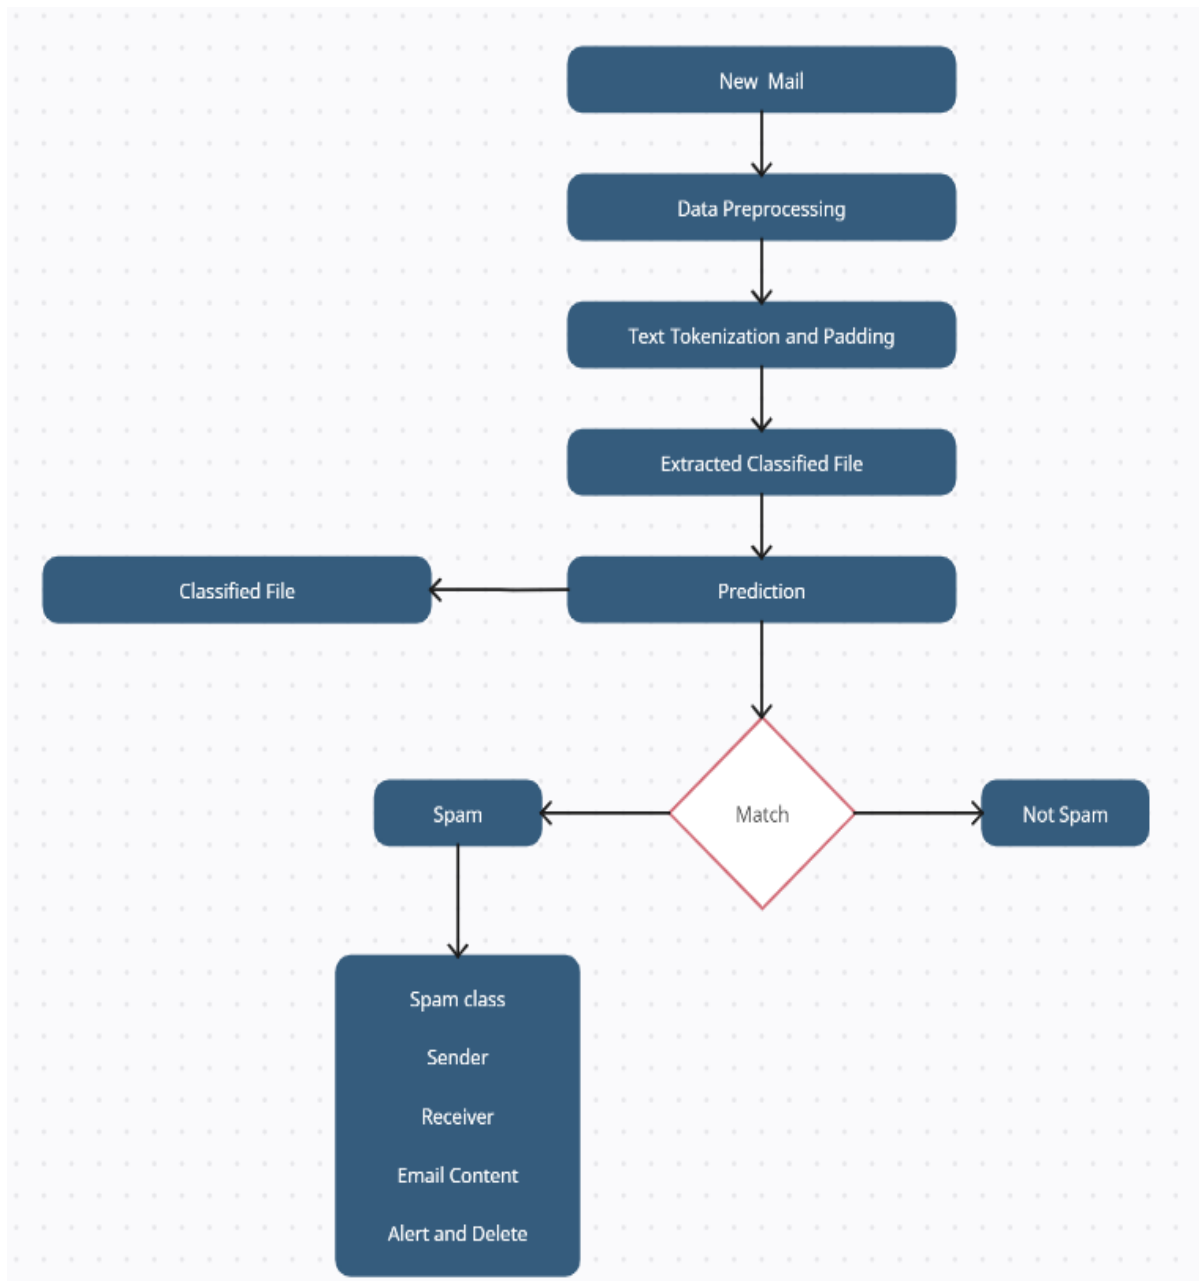 New  Mail
Data Preprocessing
Text Tokenization and Padding
Extracted Classified File
Classified File
Prediction
Spam
Match
Not Spam
Spam class
Sender
Receiver
Email Content
Alert and Delete